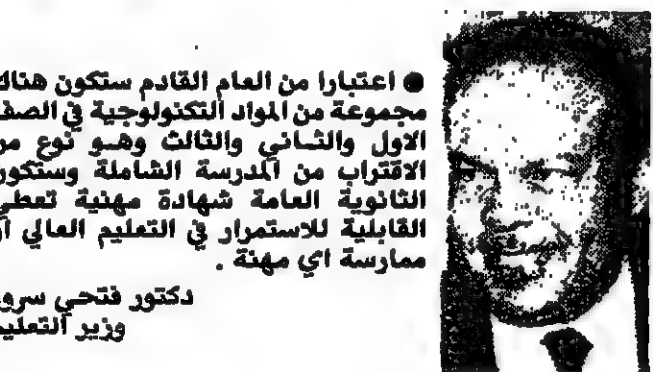 ● اعتبارا من العام القادم ستكون هناك
مجموعة من المواد التكنولوجية في الصف
الاول والثاني والثالث وهو نوع من
الاقتراب من المدرسة الشاملة وستكون
الثانوية العامة شهادة مهنية تعطي
القابلية للاستمرار في التعليم العالي أو
ممارسة اي مهنة .
دكتور فتحي سرور
وزير التعليم